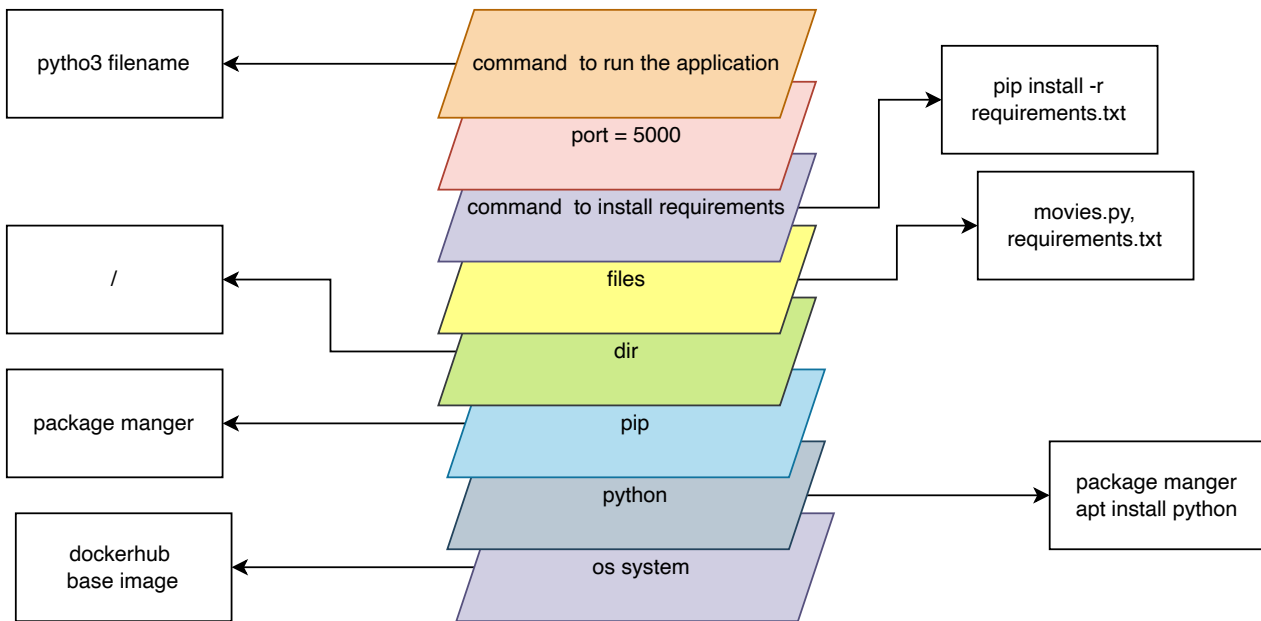 pytho3 filename
command  to run the application
pip install -r
requirements.txt
port = 5000
command  to install requirements
movies.py,
requirements.txt
/
files
dir
package manger
pip
python
package manger
apt install python
dockerhub
base image
os system